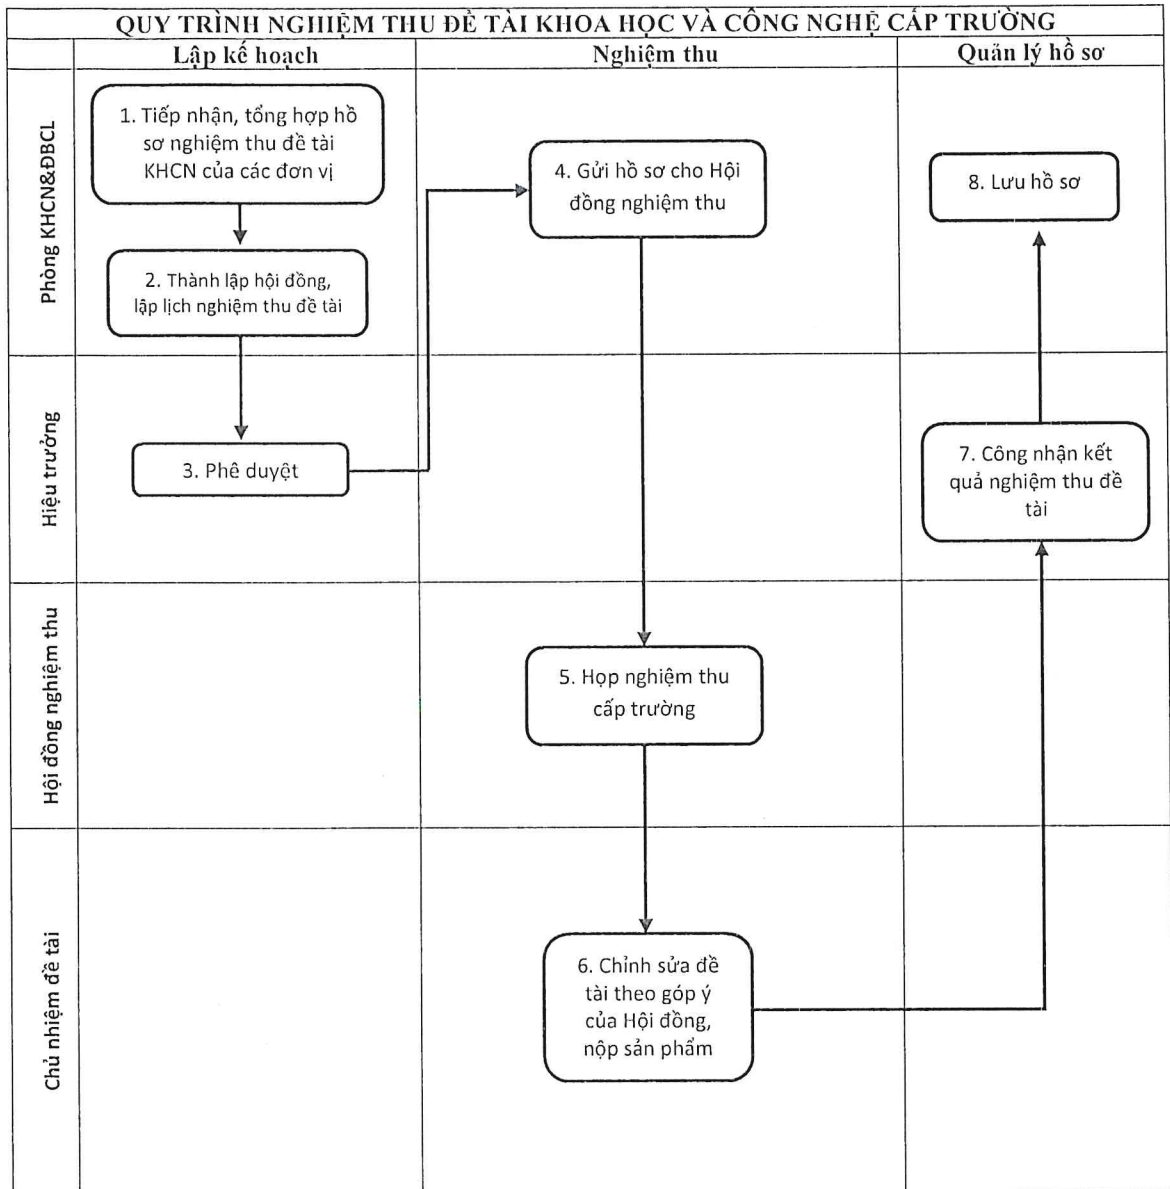 QUY TRÌNH NGHIỆM THU ĐỀ TÀI KHOA HỌC VÀ CÔNG NGHỆ CẤP TRƯỜNG
Lập kế hoạch
Nghiệm thu
Quản lý hồ sơ
Phòng KHCN&ĐBCL
1. Tiếp nhận, tổng hợp hồ
sơ nghiệm thu đề tài
KHCN của các đơn vị
2. Thành lập hội đồng,
lập lịch nghiệm thu đề tài
4. Gửi hồ sơ cho Hội
đồng nghiệm thu
8. Lưu hồ sơ
Hiệu trưởng
3. Phê duyệt
7. Công nhận kết
quả nghiệm thu đề
tài
Hội đồng nghiệm thu
5. Họp nghiệm thu
cấp trường
Chủ nhiệm đề tài
6. Chỉnh sửa đề
tài theo góp ý
của Hội đồng,
nộp sản phẩm